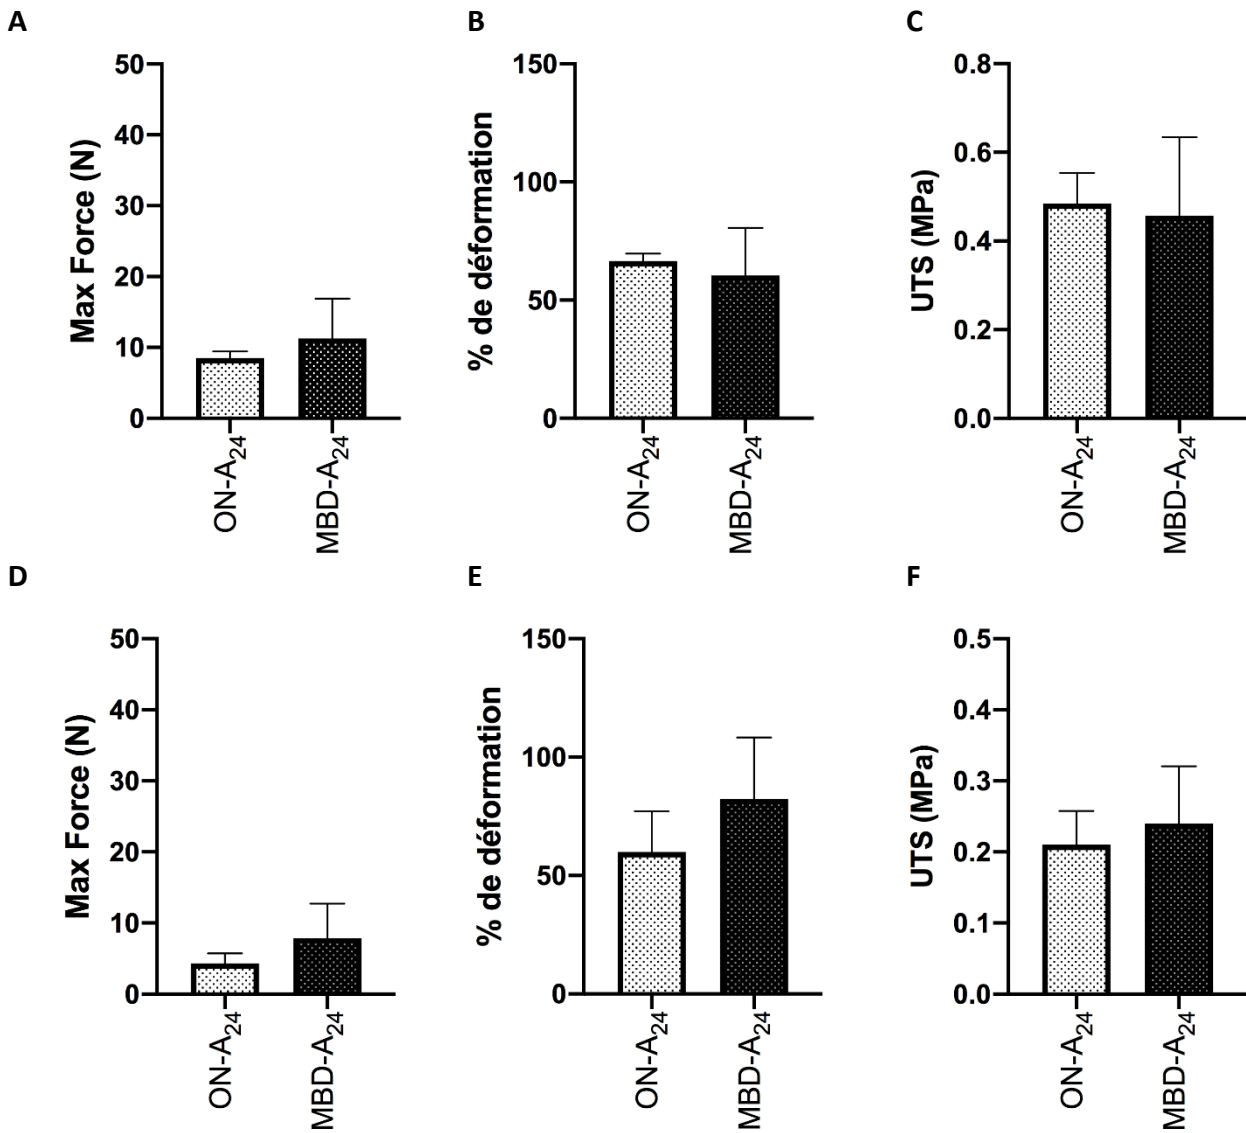 A
Max Force (N)
50
40
30
20
10
0
ON-A₂₄
MBD-A₂₄
B
% de déformation
150
100
50
0
ON-A₂₄
MBD-A₂₄
C
UTS (MPa)
0.8
0.6
0.4
0.2
0.0
ON-A₂₄
MBD-A₂₄
D
Max Force (N)
50
40
30
20
10
0
ON-A₂₄
MBD-A₂₄
E
% de déformation
150
100
50
0
ON-A₂₄
MBD-A₂₄
F
UTS (MPa)
0.5
0.4
0.3
0.2
0.1
0.0
ON-A₂₄
MBD-A₂₄